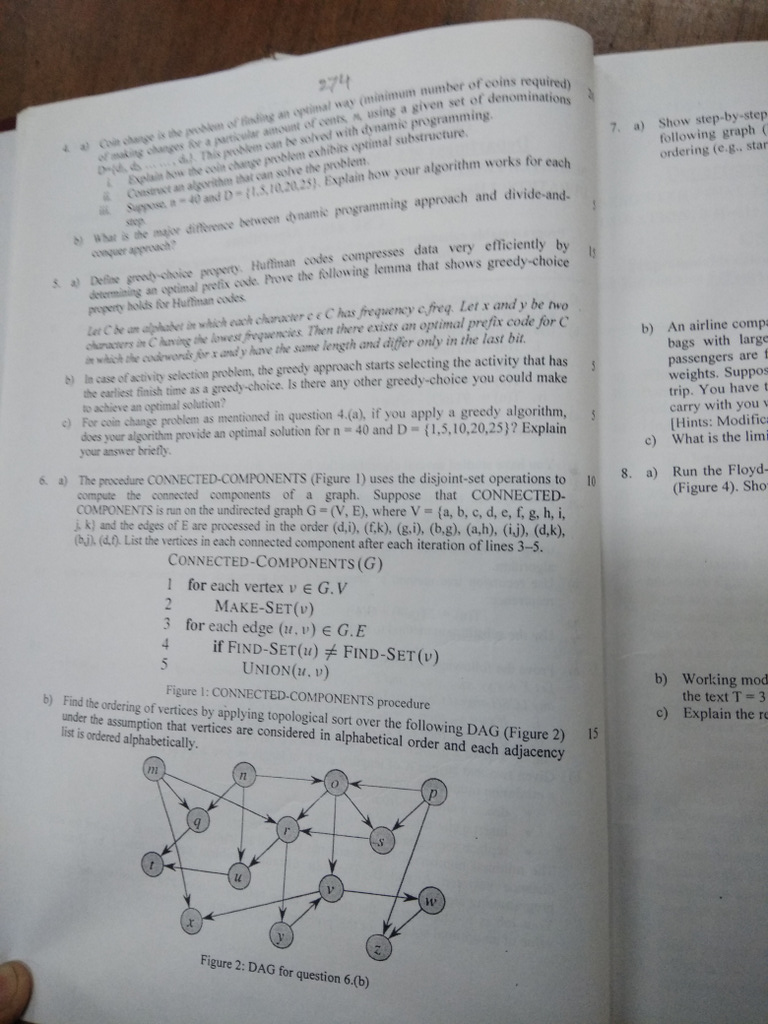 274
4. a) Coin change is the problem of finding an optimal way (minimum number of coins required)
of making changes for a particular amount of cents, n, using a given set of denominations
D={d₁, d₂, ......, dₖ}. This problem can be solved with dynamic programming.
i. Explain how the coin change problem exhibits optimal substructure.
ii. Construct an algorithm that can solve the problem.
iii. Suppose, n = 40 and D = {1,5,10,20,25}. Explain how your algorithm works for each
step.
b) What is the major difference between dynamic programming approach and divide-and-
conquer approach?
5
5. a) Define greedy-choice property. Huffman codes compresses data very efficiently by
determining an optimal prefix code. Prove the following lemma that shows greedy-choice
property holds for Huffman codes.
Let C be an alphabet in which each character c ϵ C has frequency c.freq. Let x and y be two
characters in C having the lowest frequencies. Then there exists an optimal prefix code for C
in which the codewords for x and y have the same length and differ only in the last bit.
b) In case of activity selection problem, the greedy approach starts selecting the activity that has
the earliest finish time as a greedy-choice. Is there any other greedy-choice you could make
to achieve an optimal solution?
5
c) For coin change problem as mentioned in question 4.(a), if you apply a greedy algorithm,
does your algorithm provide an optimal solution for n = 40 and D = {1,5,10,20,25}? Explain
your answer briefly.
5
6. a) The procedure CONNECTED-COMPONENTS (Figure 1) uses the disjoint-set operations to
compute the connected components of a graph. Suppose that CONNECTED-
COMPONENTS is run on the undirected graph G = (V, E), where V = {a, b, c, d, e, f, g, h, i,
j, k} and the edges of E are processed in the order (d,i), (f,k), (g,i), (b,g), (a,h), (i,j), (d,k),
(b,j), (d,f). List the vertices in each connected component after each iteration of lines 3–5.
10
CONNECTED-COMPONENTS(G)
1 for each vertex v ∈ G.V
2 MAKE-SET(v)
3 for each edge (u, v) ∈ G.E
4 if FIND-SET(u) ≠ FIND-SET(v)
5 UNION(u, v)
Figure 1: CONNECTED-COMPONENTS procedure
b) Find the ordering of vertices by applying topological sort over the following DAG (Figure 2)
under the assumption that vertices are considered in alphabetical order and each adjacency
list is ordered alphabetically.
15
m n o p
q r s
t u v w
x y z
Figure 2: DAG for question 6.(b)
7. a) Show step-by-step
following graph (
ordering (e.g., star
b) An airline comp
bags with large
passengers are
weights. Suppos
trip. You have t
carry with you
[Hints: Modific
c) What is the limi
8. a) Run the Floyd-
(Figure 4). Sho
b) Working mod
the text T = 3
c) Explain the